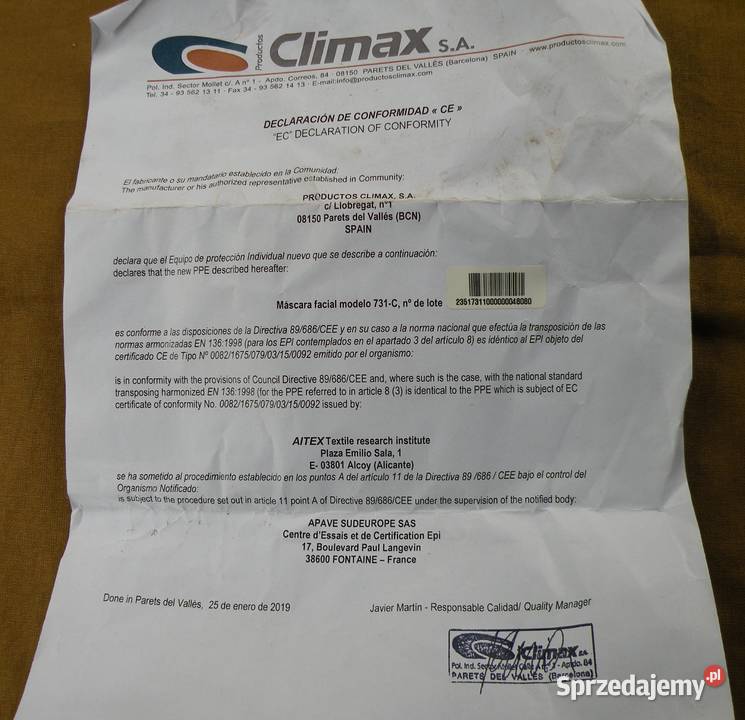 Productos Climax S.A.
Pol. Ind. Sector Mollet c/. A nº 1 - Apdo. Correos, 84 - 08150 PARETS DEL VALLÉS (Barcelona) SPAIN - www.productosclimax.com
Tel. 34 - 93 562 13 11 - Fax 34 - 93 562 14 13 - E-mail:info@productosclimax.com
DECLARACIÓN DE CONFORMIDAD « CE »
"EC" DECLARATION OF CONFORMITY
El fabricante o su mandatario establecido en la Comunidad:
The manufacturer or his authorized representative established in Community:
PRODUCTOS CLIMAX, S.A.
c/ Llobregat, nº1
08150 Parets del Vallés (BCN)
SPAIN
declara que el Equipo de protección Individual nuevo que se describe a continuación:
declares that the new PPE described hereafter:
Máscara facial modelo 731-C, nº de lote
23517311000000048080
es conforme a las disposiciones de la Directiva 89/686/CEE y en su caso a la norma nacional que efectúa la transposición de las
normas armonizadas EN 136:1998 (para los EPI contemplados en el apartado 3 del artículo 8) es idéntico al EPI objeto del
certificado CE de Tipo Nº 0082/1675/079/03/15/0092 emitido por el organismo:
is in conformity with the provisions of Council Directive 89/686/CEE and, where such is the case, with the national standard
transposing harmonized EN 136:1998 (for the PPE referred to in article 8 (3) is identical to the PPE which is subject of EC
certificate of conformity No. 0082/1675/079/03/15/0092 issued by:
AITEX Textile research institute
Plaza Emilio Sala, 1
E- 03801 Alcoy (Alicante)
se ha sometido al procedimiento establecido en los puntos A del artículo 11 de la Directiva 89 /686 / CEE bajo el control del
Organismo Notificado:
is subject to the procedure set out in article 11 point A of Directive 89/686/CEE under the supervision of the notified body:
APAVE SUDEUROPE SAS
Centre d'Essais et de Certification Epi
17, Boulevard Paul Langevin
38600 FONTAINE – France
Done in Parets del Vallès, 25 de enero de 2019
Javier Martin - Responsable Calidad/ Quality Manager
Climax s.a.
Pol. Ind. Sector Mollet Apdo. 84
PARETS DEL VALLÉS (Barcelona)
Sprzedajemy.pl